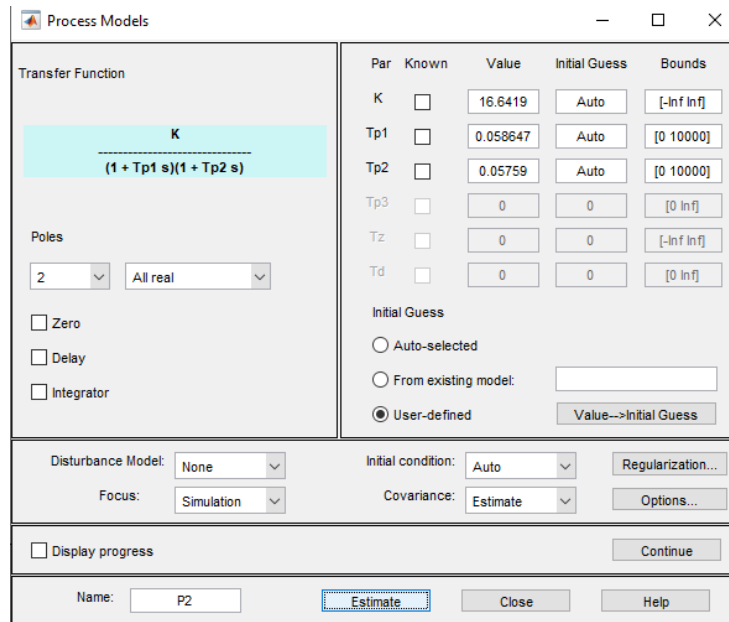 Process Models
Transfer Function
K
-------------------------------
(1 + Tp1 s)(1 + Tp2 s)
Poles
2 All real
Zero
Delay
Integrator
Par Known Value Initial Guess Bounds
K 16.6419 Auto [-Inf Inf]
Tp1 0.058647 Auto [0 10000]
Tp2 0.05759 Auto [0 10000]
Tp3 0 0 [0 Inf]
Tz 0 0 [-Inf Inf]
Td 0 0 [0 Inf]
Initial Guess
Auto-selected
From existing model:
User-defined Value-->Initial Guess
Disturbance Model: None Initial condition: Auto Regularization...
Focus: Simulation Covariance: Estimate Options...
Display progress Continue
Name: P2 Estimate Close Help